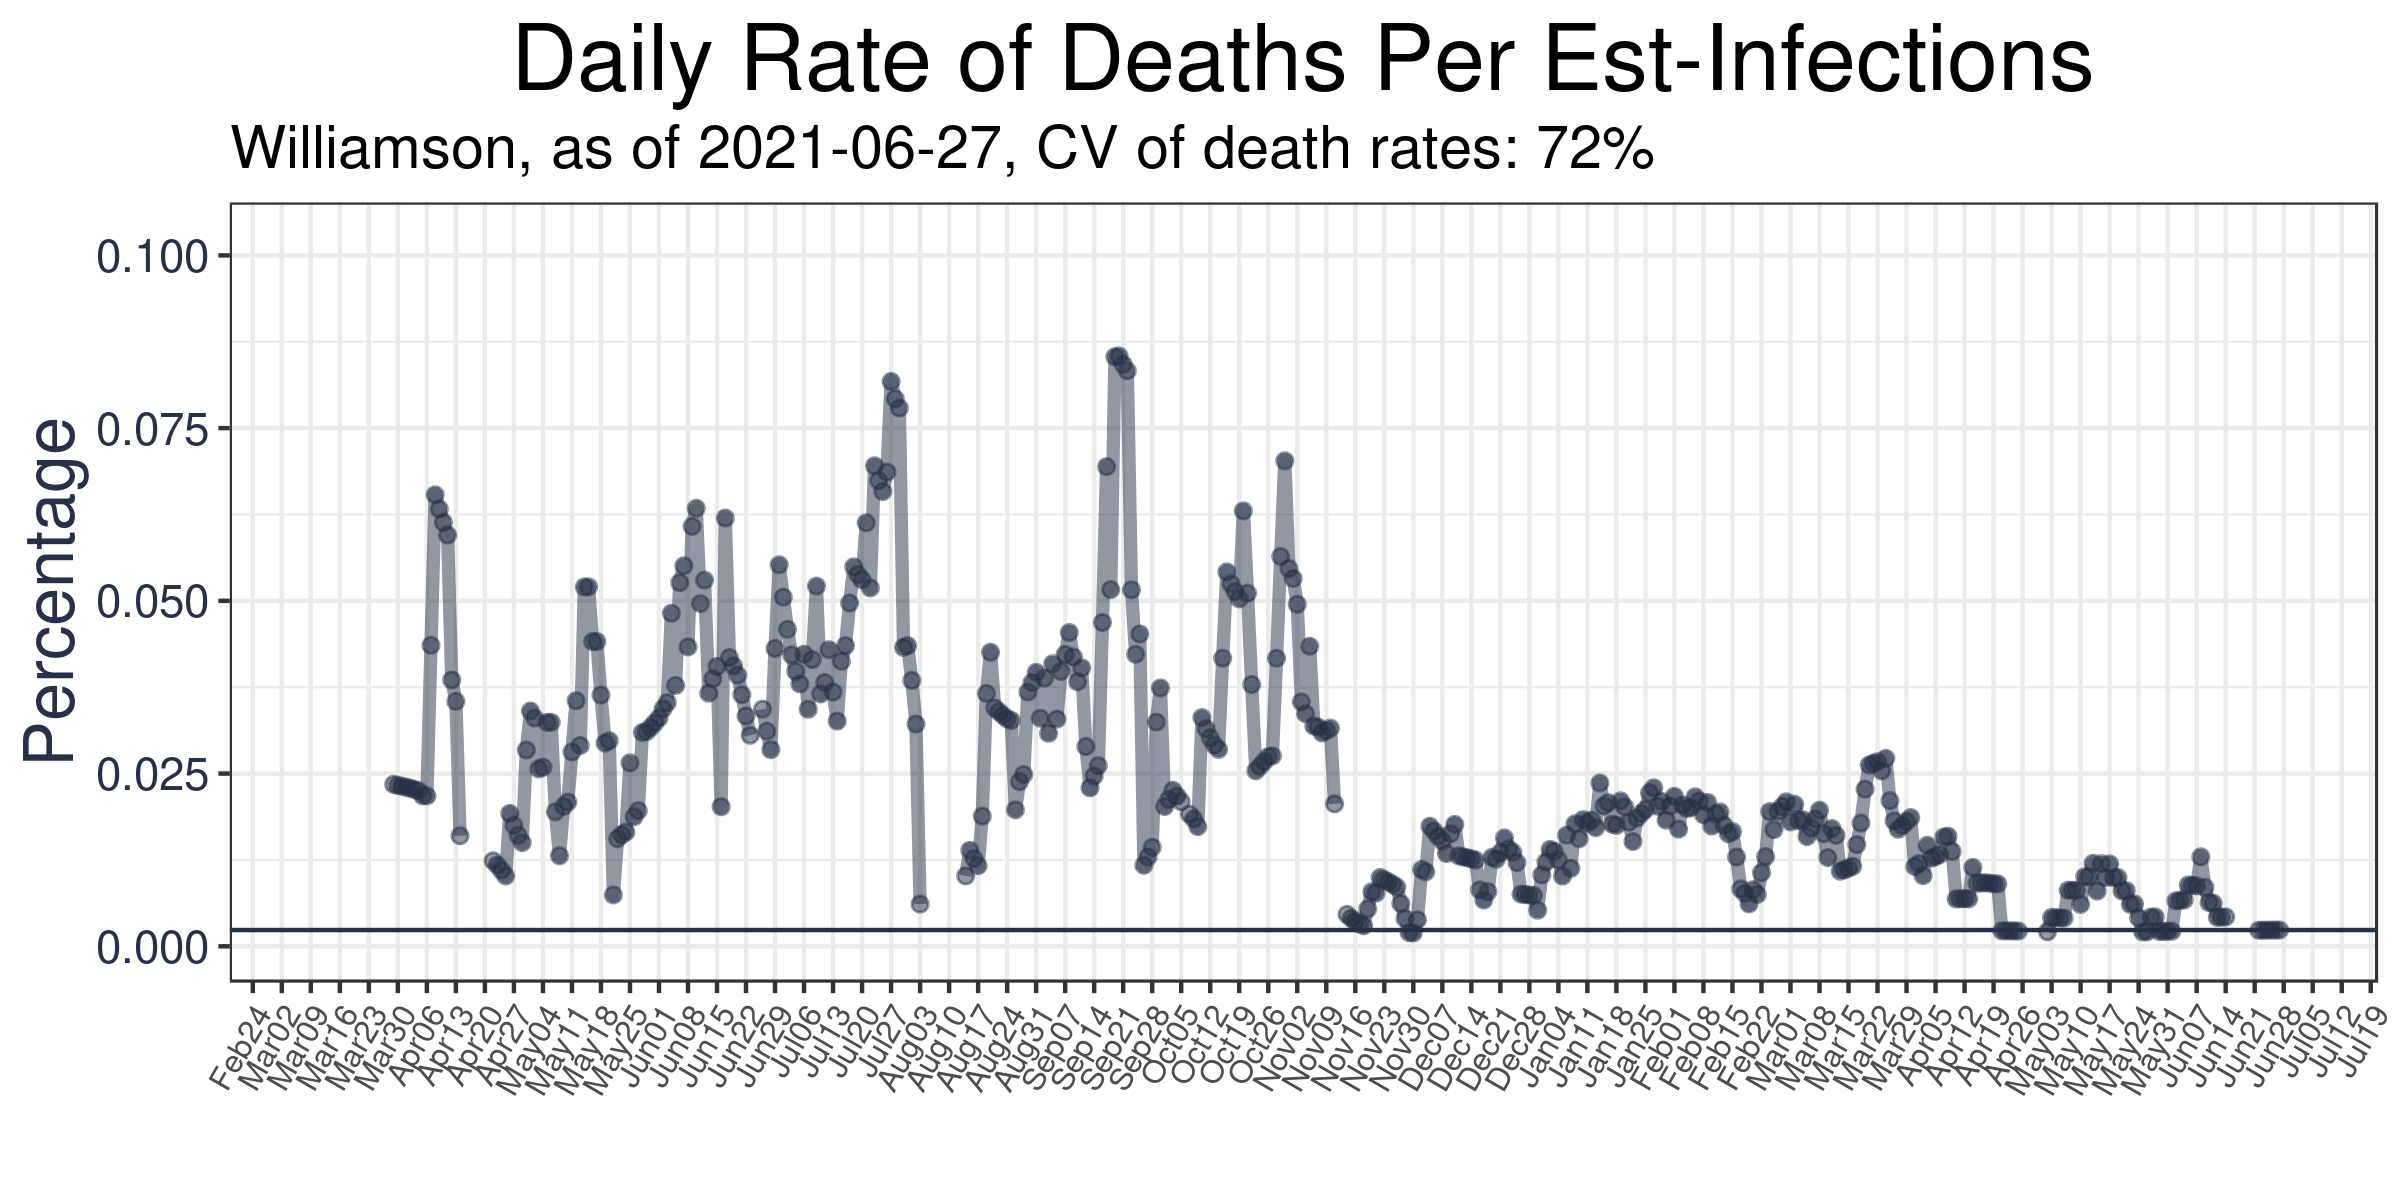 Daily Rate of Deaths Per Est-Infections
Williamson, as of 2021-06-27, CV of death rates: 72%
Percentage
0.100
0.075
0.050
0.025
0.000
Feb24
Mar02
Mar09
Mar16
Mar23
Mar30
Apr06
Apr13
Apr20
Apr27
May04
May11
May18
May25
Jun01
Jun08
Jun15
Jun22
Jun29
Jul06
Jul13
Jul20
Jul27
Aug03
Aug10
Aug17
Aug24
Aug31
Sep07
Sep14
Sep21
Sep28
Oct05
Oct12
Oct19
Oct26
Nov02
Nov09
Nov16
Nov23
Nov30
Dec07
Dec14
Dec21
Dec28
Jan04
Jan11
Jan18
Jan25
Feb01
Feb08
Feb15
Feb22
Mar01
Mar08
Mar15
Mar22
Mar29
Apr05
Apr12
Apr19
Apr26
May03
May10
May17
May24
May31
Jun07
Jun14
Jun21
Jun28
Jul05
Jul12
Jul19